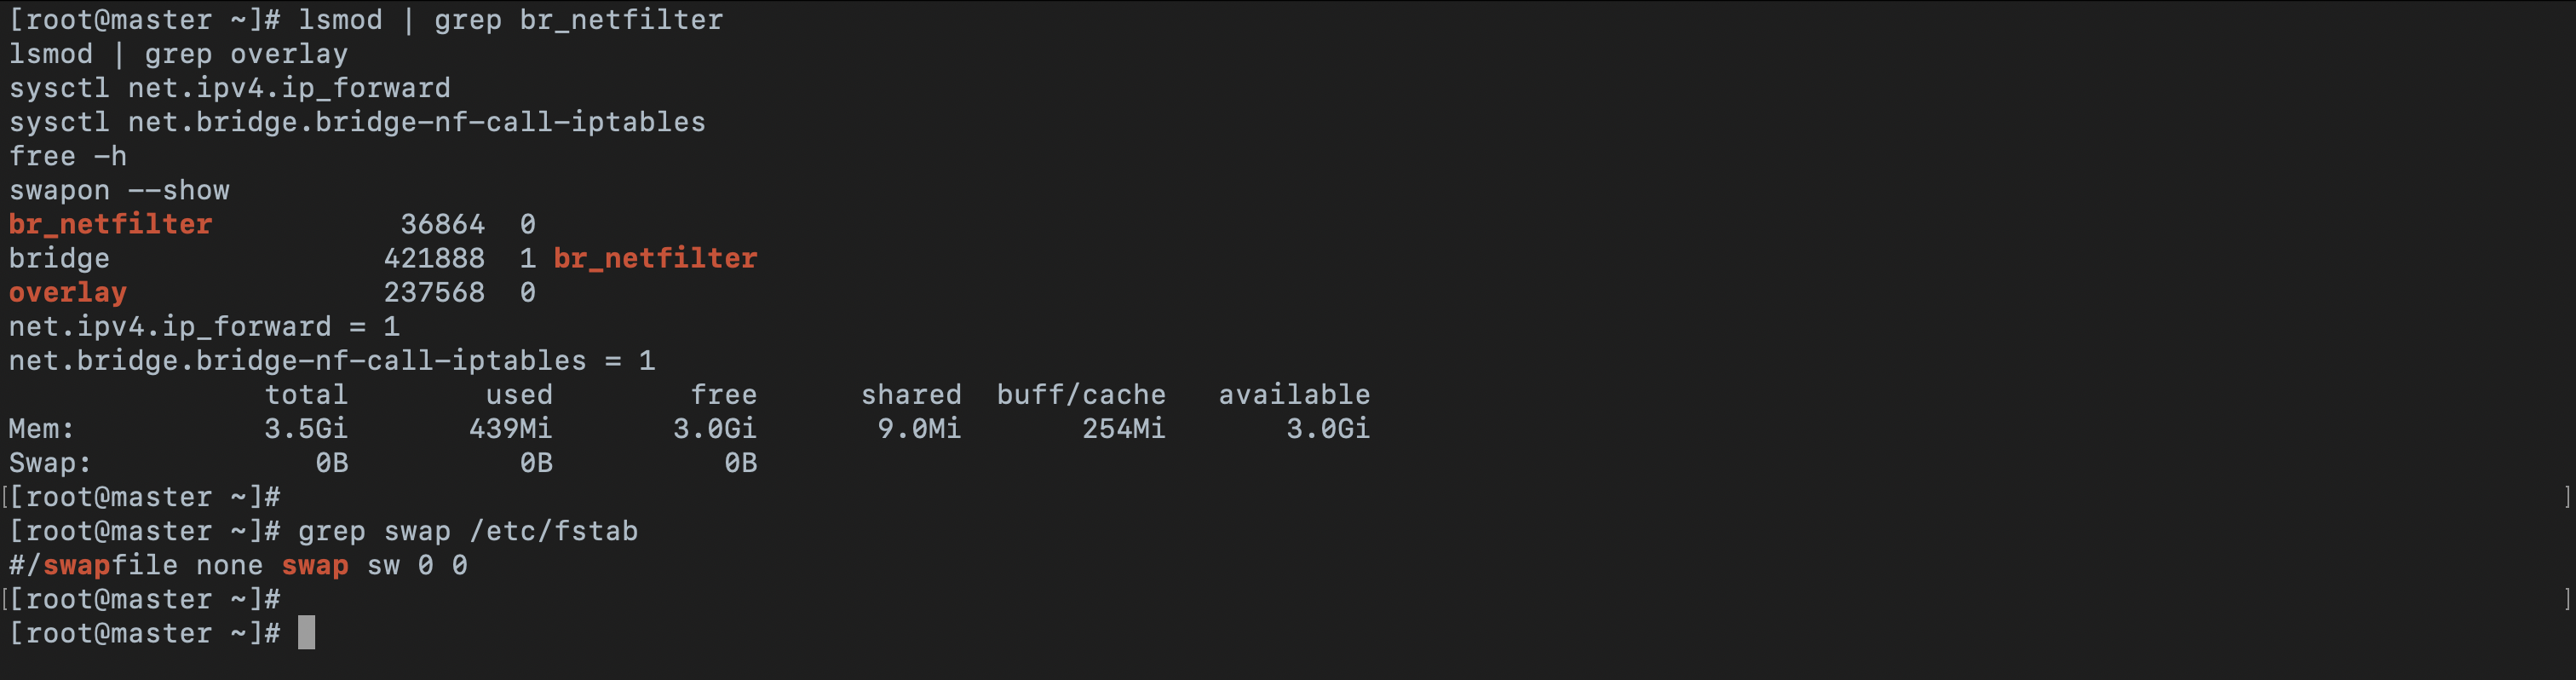 [root@master ~]# lsmod | grep br_netfilter
lsmod | grep overlay
sysctl net.ipv4.ip_forward
sysctl net.bridge.bridge-nf-call-iptables
free -h
swapon --show
br_netfilter           36864  0
bridge                421888  1 br_netfilter
overlay               237568  0
net.ipv4.ip_forward = 1
net.bridge.bridge-nf-call-iptables = 1
               total        used        free      shared  buff/cache   available
Mem:           3.5Gi       439Mi       3.0Gi       9.0Mi       254Mi       3.0Gi
Swap:             0B          0B          0B
[[root@master ~]# ]
[root@master ~]# grep swap /etc/fstab
#/swapfile none swap sw 0 0
[[root@master ~]# ]
[root@master ~]#